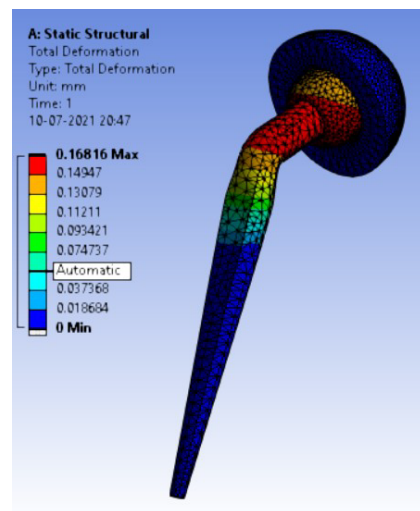 A: Static Structural
Total Deformation
Type: Total Deformation
Unit: mm
Time: 1
10-07-2021 20:47
0.16816 Max
0.14947
0.13079
0.11211
0.093421
0.074737
Automatic
0.037368
0.018684
0 Min